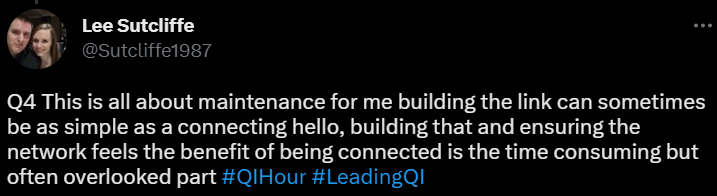 Lee Sutcliffe
@Sutcliffe1987
Q4 This is all about maintenance for me building the link can sometimes
be as simple as a connecting hello, building that and ensuring the
network feels the benefit of being connected is the time consuming but
often overlooked part #QIHour #LeadingQI